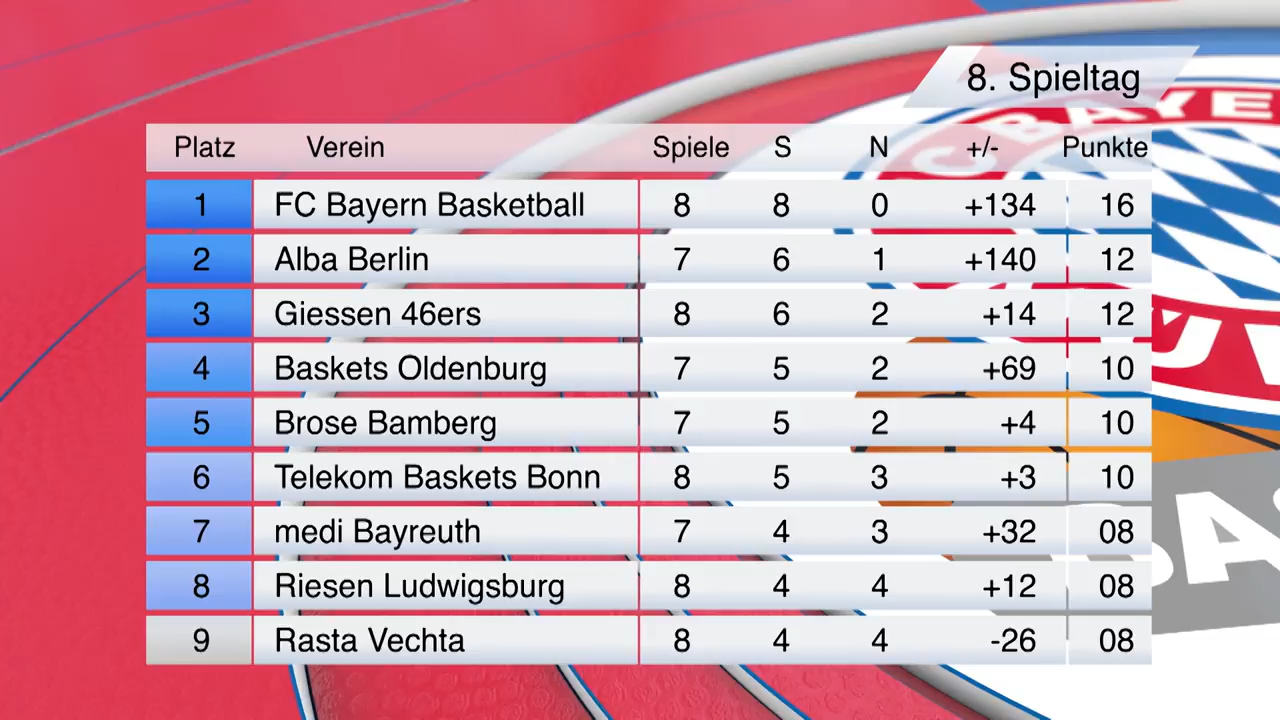 8. Spieltag
Platz Verein Spiele S N +/- Punkte
1 FC Bayern Basketball 8 8 0 +134 16
2 Alba Berlin 7 6 1 +140 12
3 Giessen 46ers 8 6 2 +14 12
4 Baskets Oldenburg 7 5 2 +69 10
5 Brose Bamberg 7 5 2 +4 10
6 Telekom Baskets Bonn 8 5 3 +3 10
7 medi Bayreuth 7 4 3 +32 08
8 Riesen Ludwigsburg 8 4 4 +12 08
9 Rasta Vechta 8 4 4 -26 08